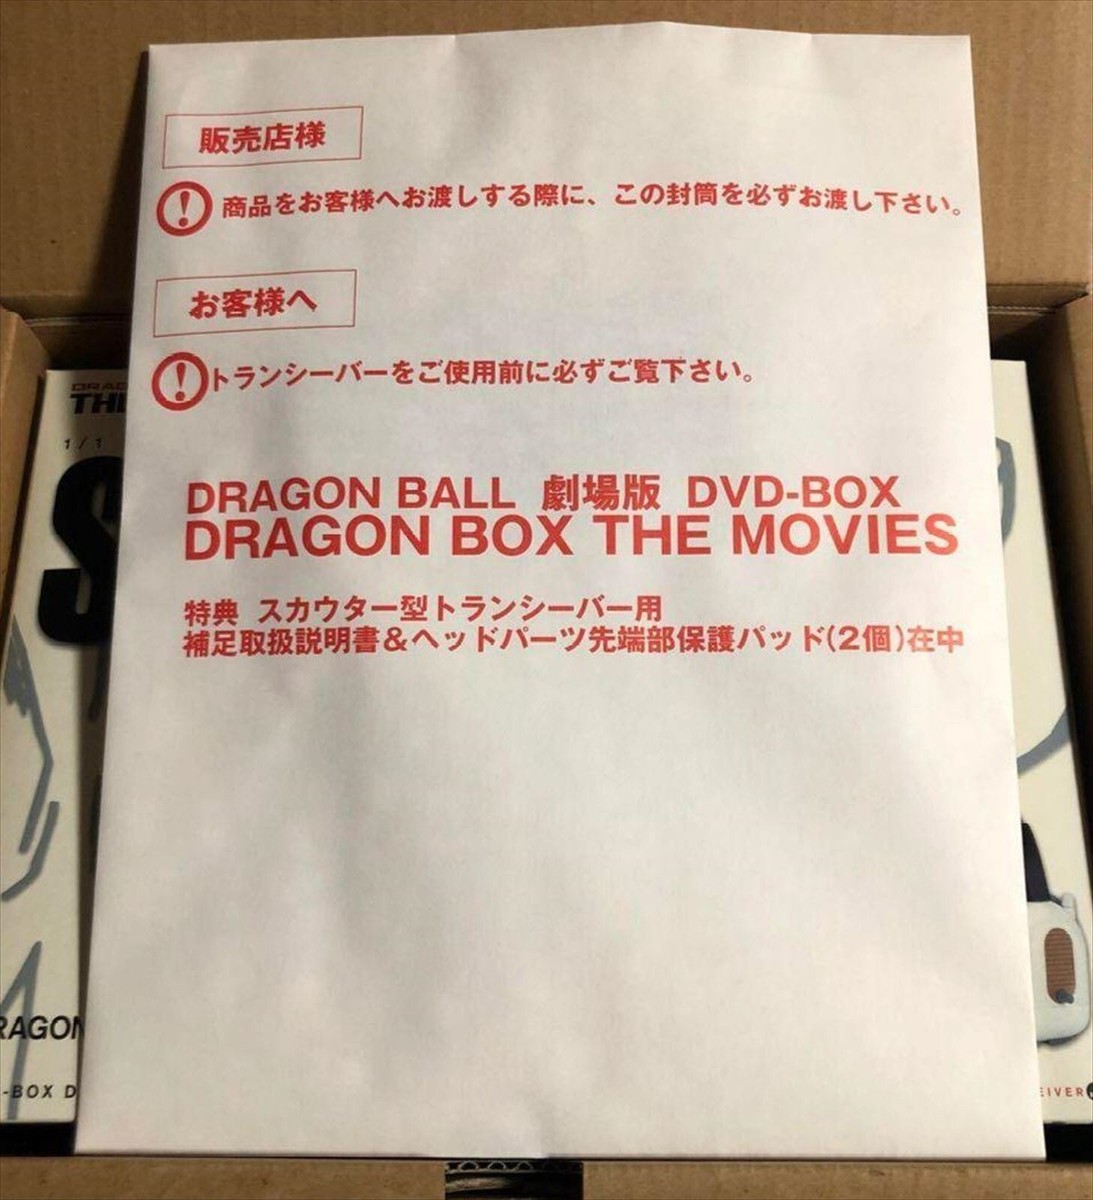 販売店様
商品をお客様へお渡しする際に、この封筒を必ずお渡し下さい。
お客様へ
トランシーバーをご使用前に必ずご覧下さい。
DRAGON BALL 劇場版 DVD-BOX
DRAGON BOX THE MOVIES
特典 スカウター型トランシーバー用
補足取扱説明書&ヘッドパーツ先端部保護パッド(2個)在中
1/1
RAGON
-BOX D
EIVER